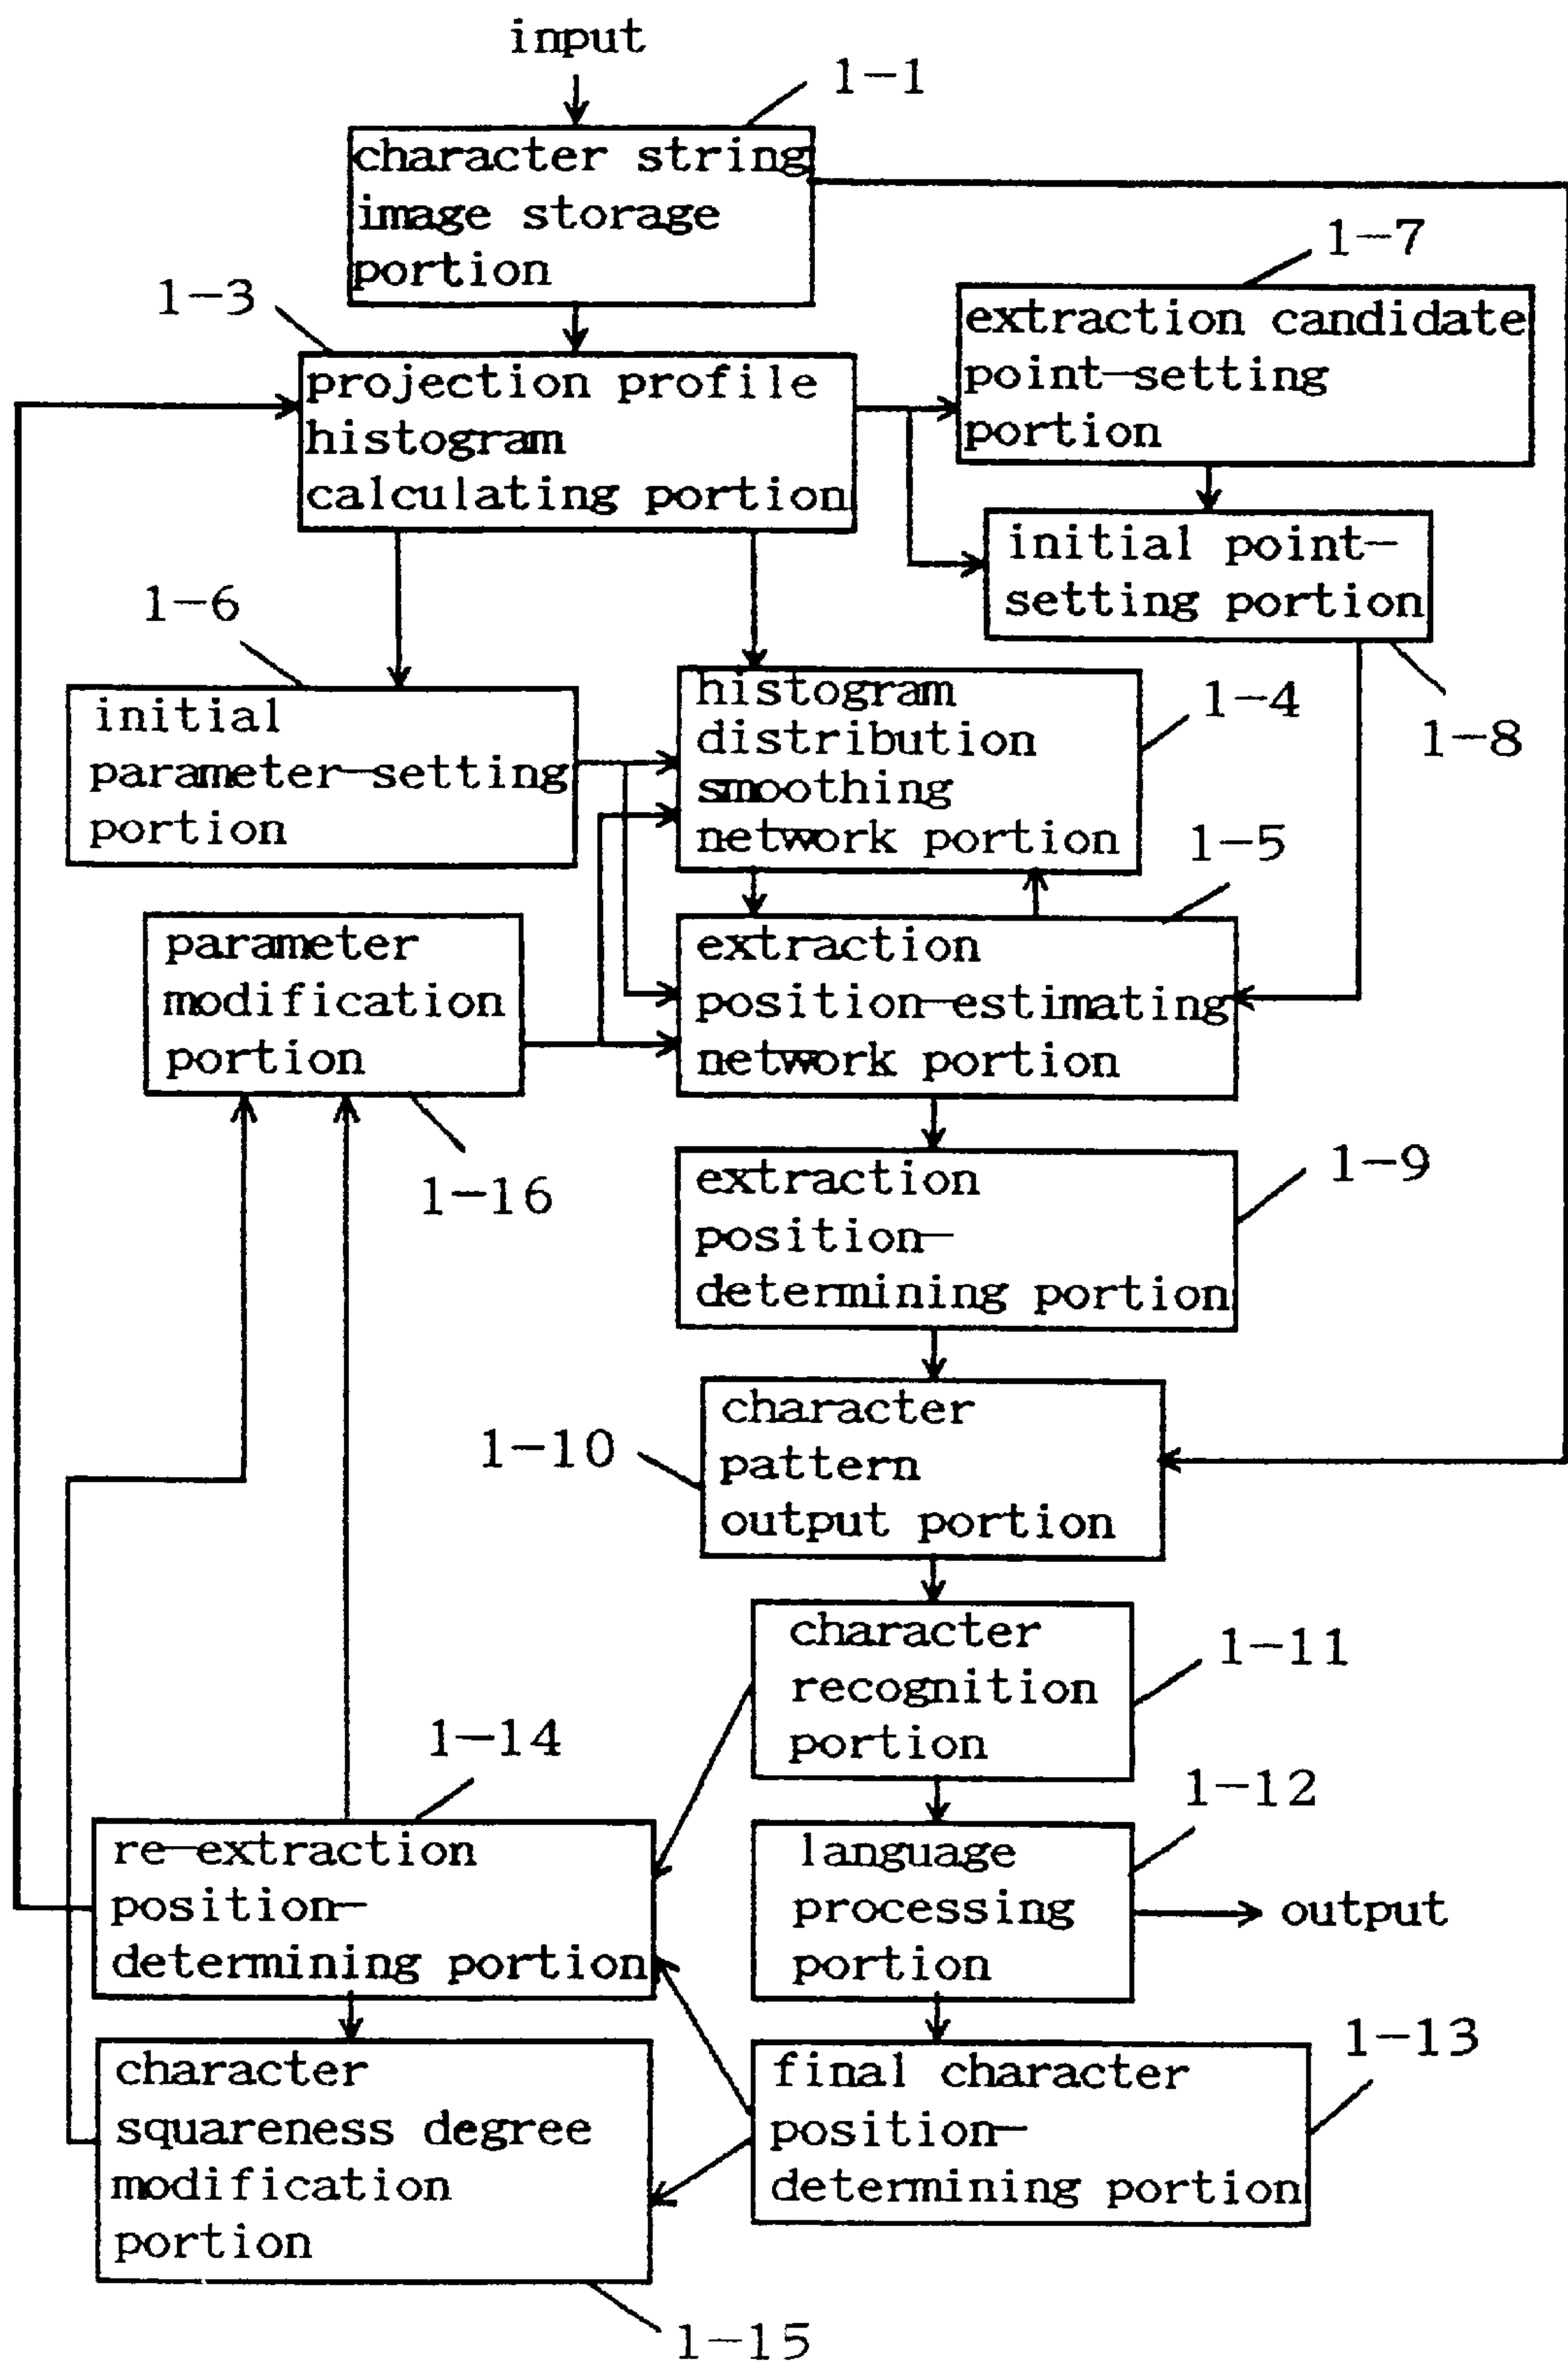 input
1-1
character string
image storage
portion
1-7
1-3
extraction candidate
point-setting
portion
projection profile
histogram
calculating portion
initial point-
setting portion
1-6
1-8
initial
parameter-setting
portion
histogram
distribution
smoothing
network portion
1-4
1-5
parameter
modification
portion
extraction
position-estimating
network portion
1-16
extraction
position-
determining portion
1-9
1-10
character
pattern
output portion
character
recognition
portion
1-11
1-14
1-12
re-extraction
position-
determining portion
language
processing
portion
output
1-13
character
squareness degree
modification
portion
final character
position-
determining portion
1-15